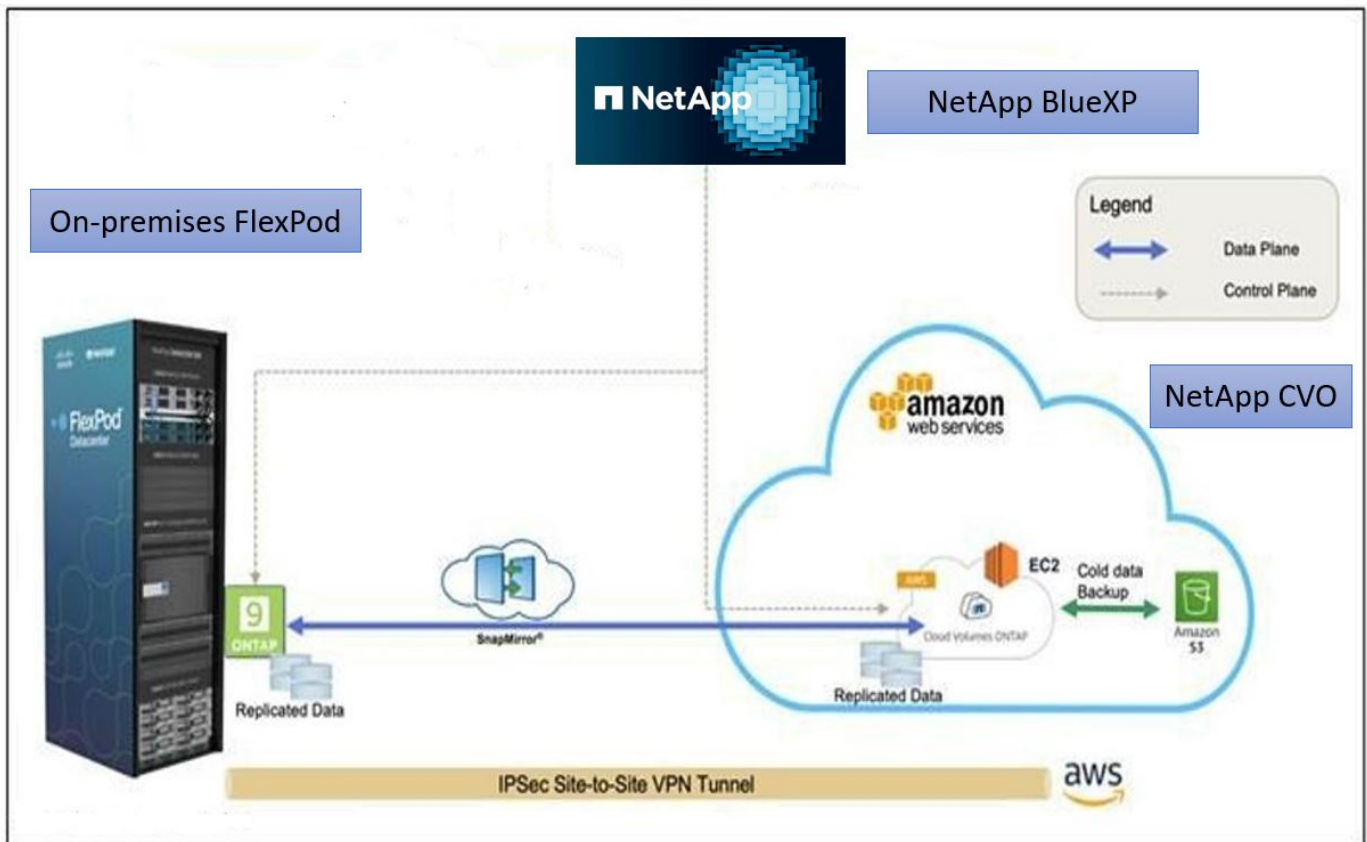 NetApp
NetApp BlueXP
On-premises FlexPod
Legend
Data Plane
Control Plane
NetApp CVO
amazon
web services
FlexPod
Datacenter
9
ONTAP
SnapMirror®
Replicated Data
AWS
EC2
Cloud Volumes ONTAP
Cold data
Backup
Amazon
S3
Replicated Data
IPSec Site-to-Site VPN Tunnel
aws